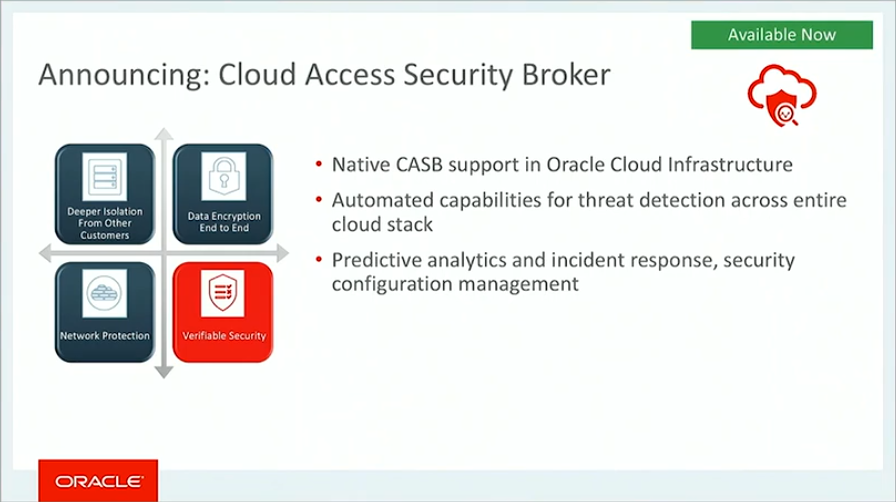 Available Now
Announcing: Cloud Access Security Broker
Deeper Isolation
From Other
Customers
Data Encryption
End to End
Network Protection
Verifiable Security
• Native CASB support in Oracle Cloud Infrastructure
• Automated capabilities for threat detection across entire
cloud stack
• Predictive analytics and incident response, security
configuration management
ORACLE®